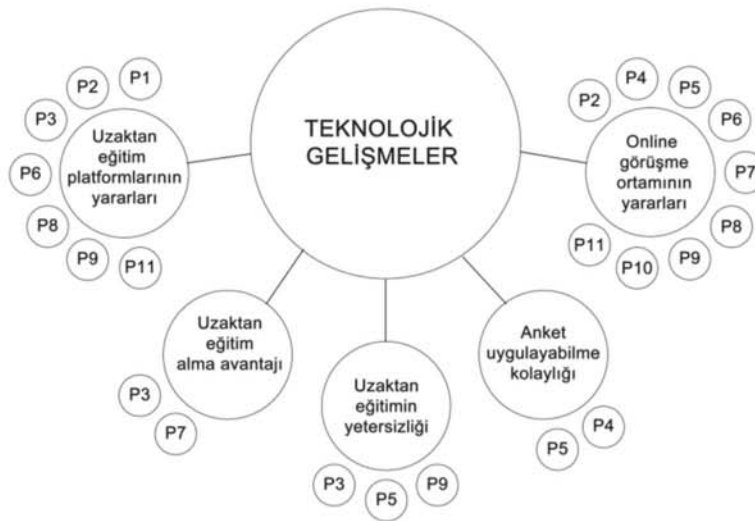 TEKNOLOJİK
GELİŞMELER
P1
P2
P3
P6
P8
P9
P11
Uzaktan
eğitim
platformlarının
yararları
P2
P4
P5
P6
P7
P8
P9
P10
P11
Online
görüşme
ortamının
yararları
Uzaktan
eğitim
alma avantajı
P3
P7
Uzaktan
eğitimin
yetersizliği
P3
P5
P9
Anket
uygulayabilme
kolaylığı
P4
P5